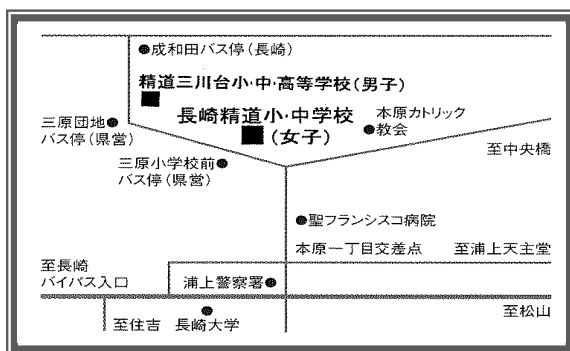 ●成和田バス停(長崎)
精道三川台小・中・高等学校(男子)
長崎精道小・中学校
(女子)
本原カトリック
●教会
三原団地●
バス停(県営)
至中央橋
三原小学校前●
バス停(県営)
●聖フランシスコ病院
本原一丁目交差点 至浦上天主堂
至長崎
バイパス入口
浦上警察署●
至松山
至住吉 長崎大学